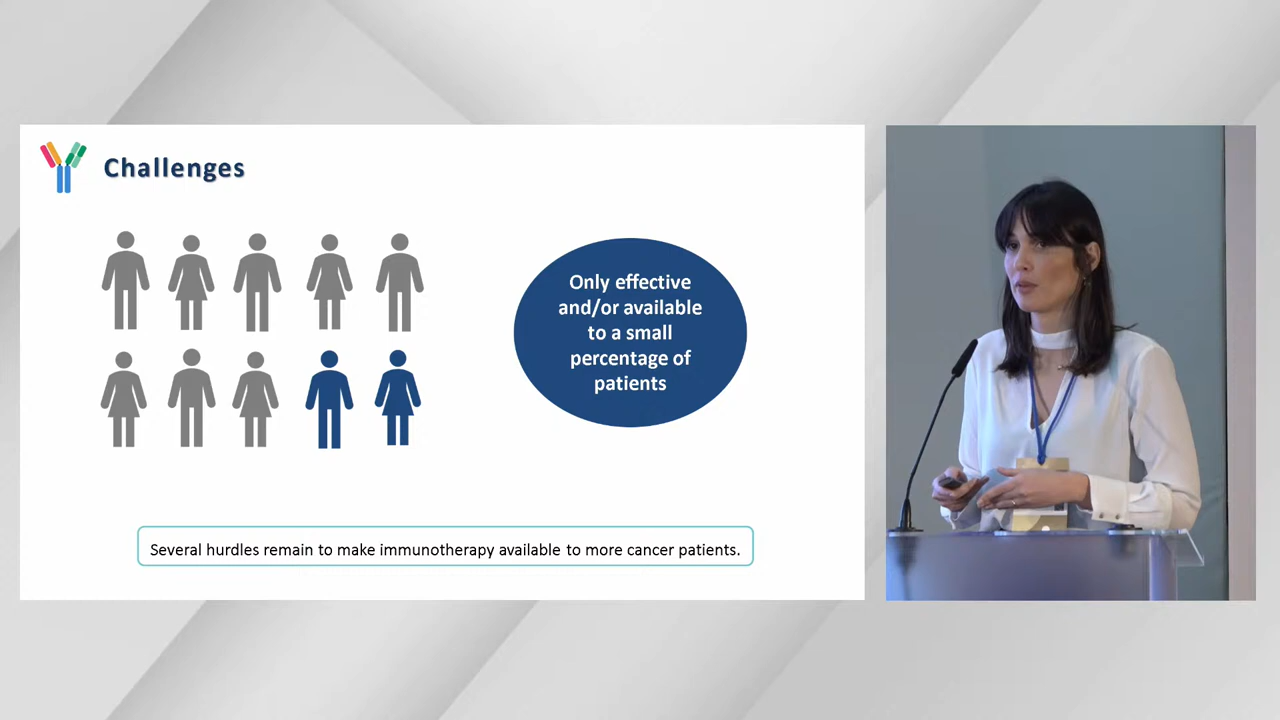 Challenges
Only effective
and/or available
to a small
percentage of
patients
Several hurdles remain to make immunotherapy available to more cancer patients.